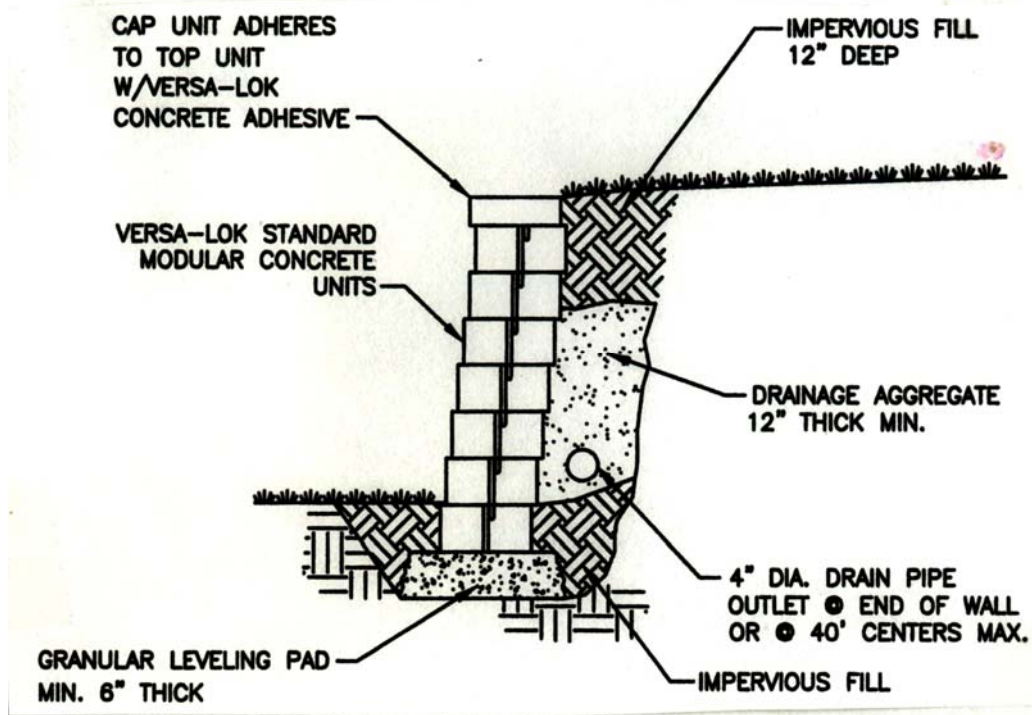 CAP UNIT ADHERES
TO TOP UNIT
W/VERSA-LOK
CONCRETE ADHESIVE
IMPERVIOUS FILL
12" DEEP
VERSA-LOK STANDARD
MODULAR CONCRETE
UNITS
DRAINAGE AGGREGATE
12" THICK MIN.
4" DIA. DRAIN PIPE
OUTLET @ END OF WALL
OR @ 40' CENTERS MAX.
GRANULAR LEVELING PAD
MIN. 6" THICK
IMPERVIOUS FILL